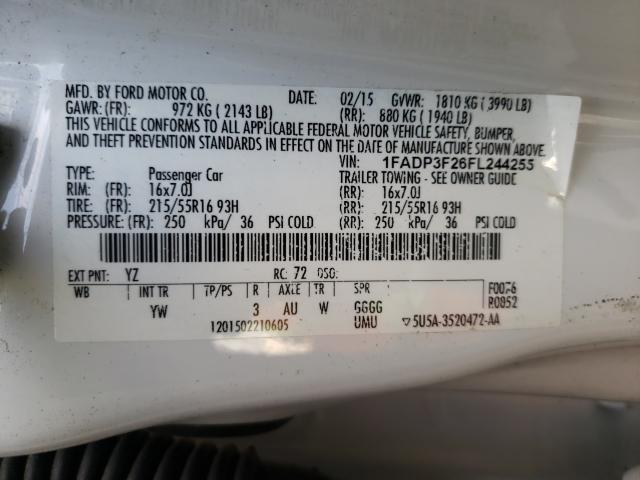 MFD. BY FORD MOTOR CO. DATE: 02/15 GVWR: 1810 KG ( 3990 LB)
GAWR: (FR): 972 KG ( 2143 LB) (RR): 880 KG ( 1940 LB)
THIS VEHICLE CONFORMS TO ALL APPLICABLE FEDERAL MOTOR VEHICLE SAFETY, BUMPER,
AND THEFT PREVENTION STANDARDS IN EFFECT ON THE DATE OF MANUFACTURE SHOWN ABOVE.
VIN: 1FADP3F26FL244255
TYPE: Passenger Car TRAILER TOWING - SEE OWNER GUIDE
RIM: (FR): 16x7.0J (RR): 16x7.0J
TIRE: (FR): 215/55R16 93H (RR): 215/55R16 93H
PRESSURE: (FR): 250 kPa/ 36 PSI COLD (RR): 250 kPa/ 36 PSI COLD
EXT PNT: YZ RC: 72 DSO:
WB INT TR TP/PS R AXLE TR SPR
YW 3 AU W GGGG
1201502210605 UMU ▽5U5A-3520472-AA